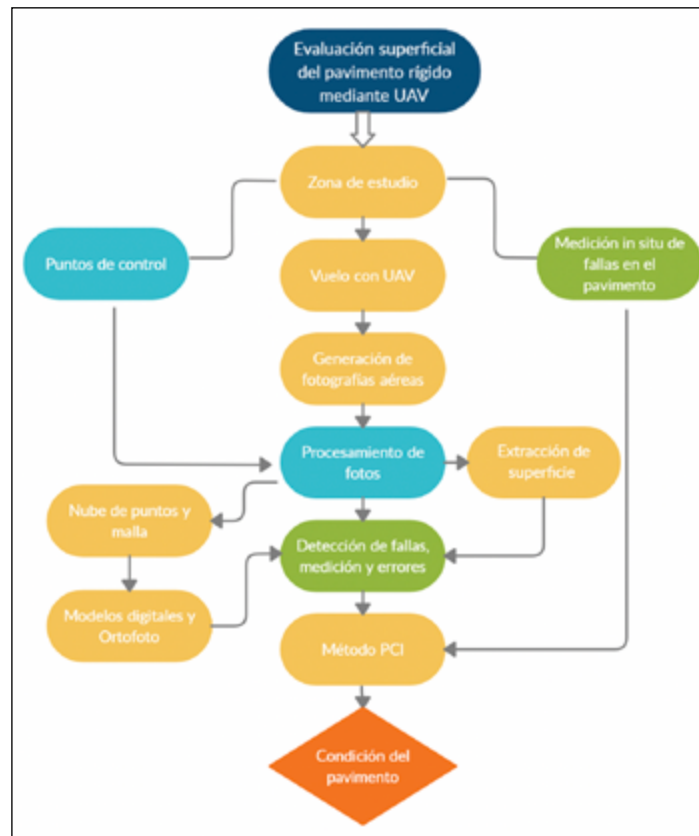 Evaluación superficial
del pavimento rígido
mediante UAV
Zona de estudio
Puntos de control
Medición in situ de
fallas en el
pavimento
Vuelo con UAV
Generación de
fotografías aéreas
Procesamiento de
fotos
Extracción de
superficie
Nube de puntos y
malla
Detección de fallas,
medición y errores
Modelos digitales y
Ortofoto
Método PCI
Condición del
pavimento